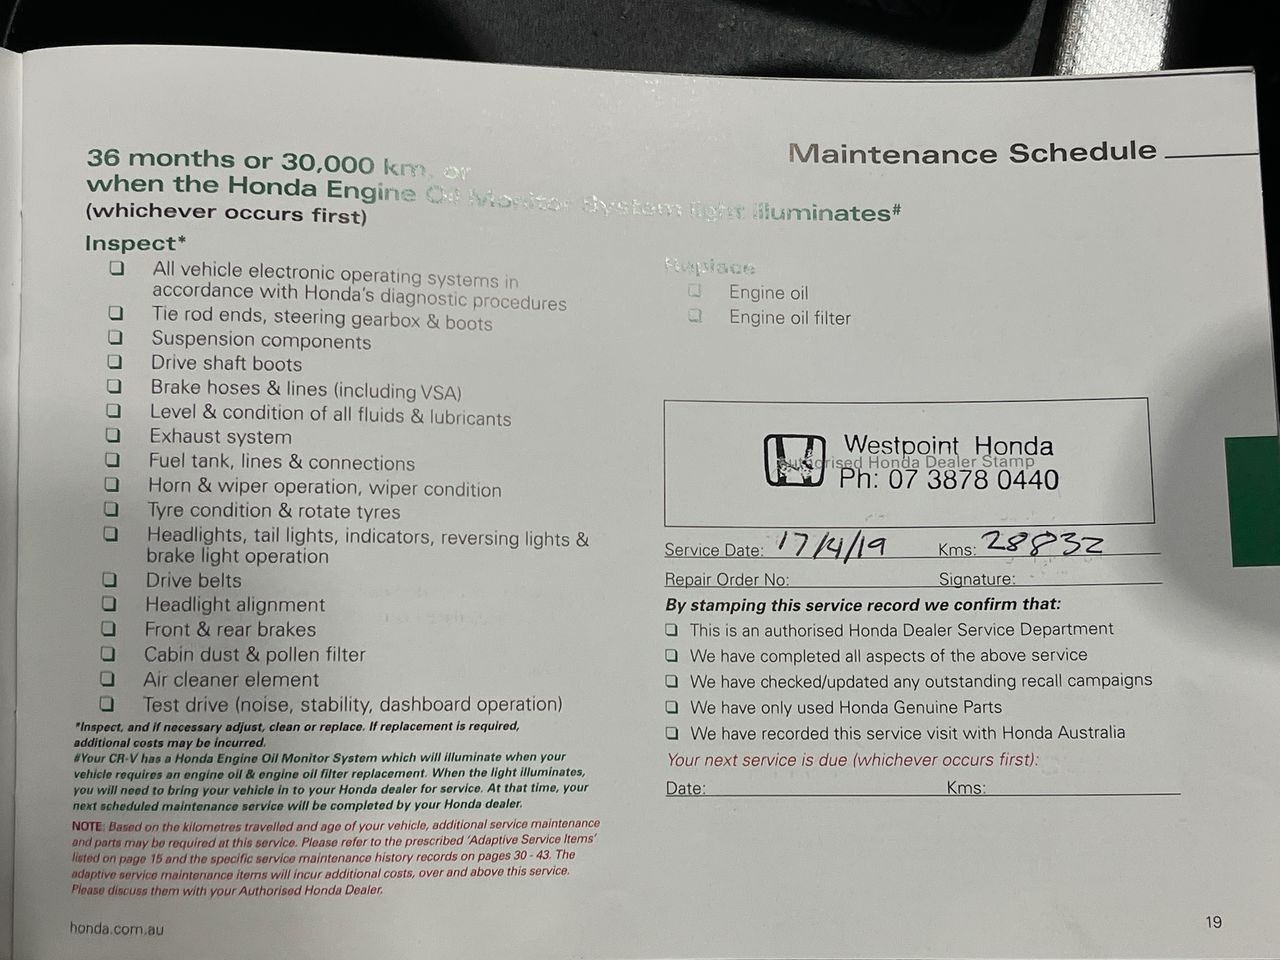 Maintenance Schedule
36 months or 30,000 km, or
when the Honda Engine Oil Monitor System light illuminates#
(whichever occurs first)
Inspect*
❏ All vehicle electronic operating systems in
accordance with Honda's diagnostic procedures
❏ Tie rod ends, steering gearbox & boots
❏ Suspension components
❏ Drive shaft boots
❏ Brake hoses & lines (including VSA)
❏ Level & condition of all fluids & lubricants
❏ Exhaust system
❏ Fuel tank, lines & connections
❏ Horn & wiper operation, wiper condition
❏ Tyre condition & rotate tyres
❏ Headlights, tail lights, indicators, reversing lights &
brake light operation
❏ Drive belts
❏ Headlight alignment
❏ Front & rear brakes
❏ Cabin dust & pollen filter
❏ Air cleaner element
❏ Test drive (noise, stability, dashboard operation)
*Inspect, and if necessary adjust, clean or replace. If replacement is required,
additional costs may be incurred.
#Your CR-V has a Honda Engine Oil Monitor System which will illuminate when your
vehicle requires an engine oil & engine oil filter replacement. When the light illuminates,
you will need to bring your vehicle in to your Honda dealer for service. At that time, your
next scheduled maintenance service will be completed by your Honda dealer.
NOTE: Based on the kilometres travelled and age of your vehicle, additional service maintenance
and parts may be required at this service. Please refer to the prescribed 'Adaptive Service Items'
listed on page 15 and the specific service maintenance history records on pages 30 - 43. The
adaptive service maintenance items will incur additional costs, over and above this service.
Please discuss them with your Authorised Honda Dealer.
honda.com.au
Replace
❏ Engine oil
❏ Engine oil filter
Westpoint Honda
Authorised Honda Dealer Stamp
Ph: 07 3878 0440
Service Date: 17/4/19 Kms: 28832
Repair Order No: Signature:
By stamping this service record we confirm that:
❏ This is an authorised Honda Dealer Service Department
❏ We have completed all aspects of the above service
❏ We have checked/updated any outstanding recall campaigns
❏ We have only used Honda Genuine Parts
❏ We have recorded this service visit with Honda Australia
Your next service is due (whichever occurs first):
Date: Kms:
19